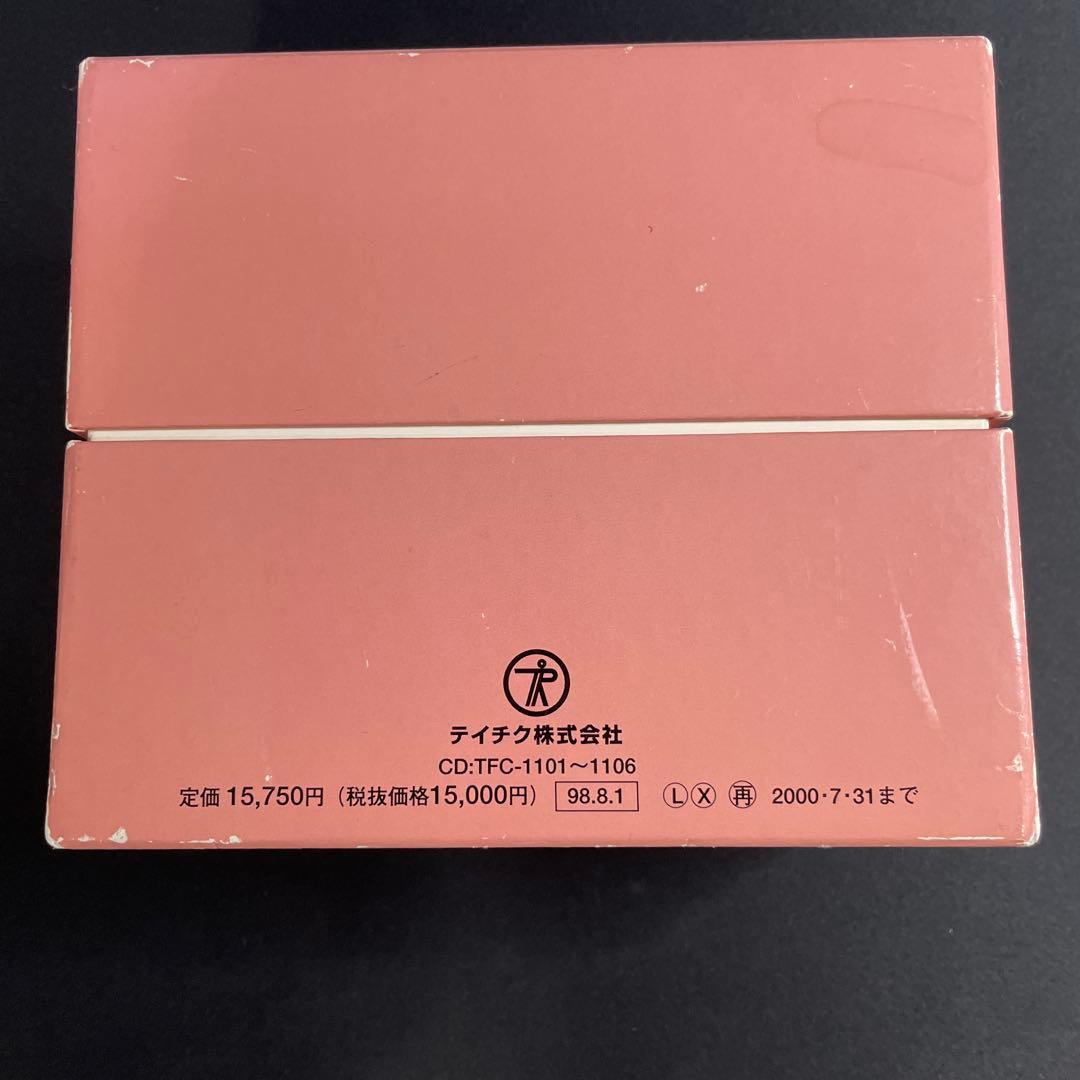 テイチク株式会社
CD:TFC-1101〜1106
定価 15,750円（税抜価格15,000円） 98.8.1 Ⓛ Ⓧ ㊢ 2000・7・31まで